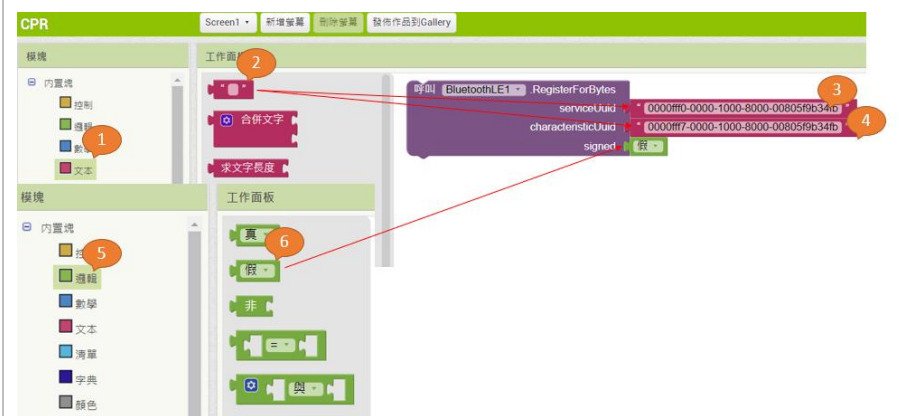 CPR
Screen1 新增螢幕 刪除螢幕 發佈作品到Gallery
模塊
工作面
內置塊
控制
邏輯
數學
文本
1
2
"
"
合併文字
求文字長度
呼叫 BluetoothLE1 RegisterForBytes
serviceUuid
" 0000fff0-0000-1000-8000-00805f9b34fb "
characteristicUuid
" 0000fff7-0000-1000-8000-00805f9b34fb "
signed 假
3
4
模塊
工作面板
內置塊
5
邏輯
數學
文本
清單
字典
顏色
真
6
假
非
=
與